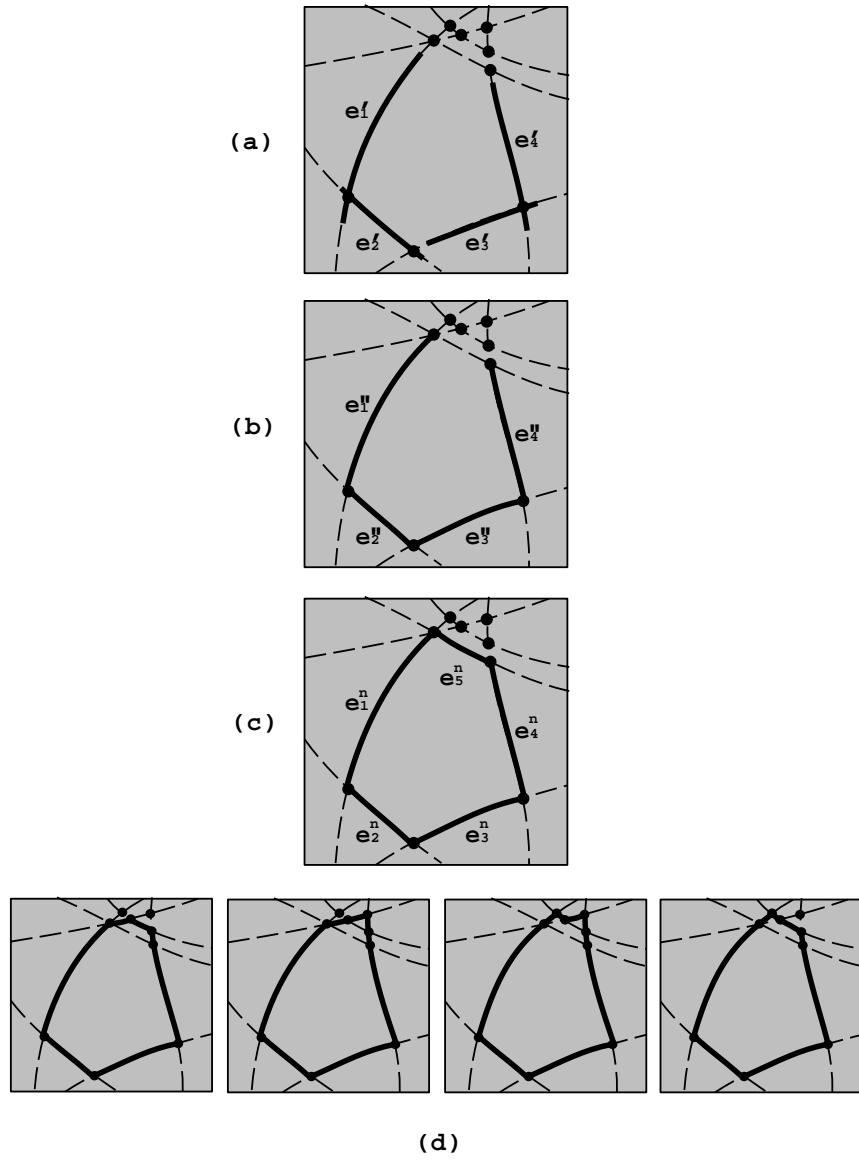 e′₁
e′₄
(a)
e′₂
e′₃
e″₁
e″₄
(b)
e″₂
e″₃
eⁿ₅
eⁿ₁
eⁿ₄
(c)
eⁿ₂
eⁿ₃
(d)